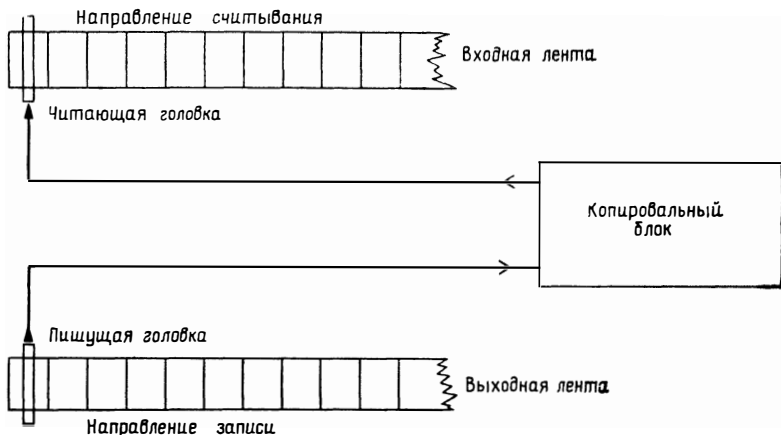 Направление считывания
Входная лента
Читающая головка
Копировальный
блок
Пишущая головка
Выходная лента
Направление записи